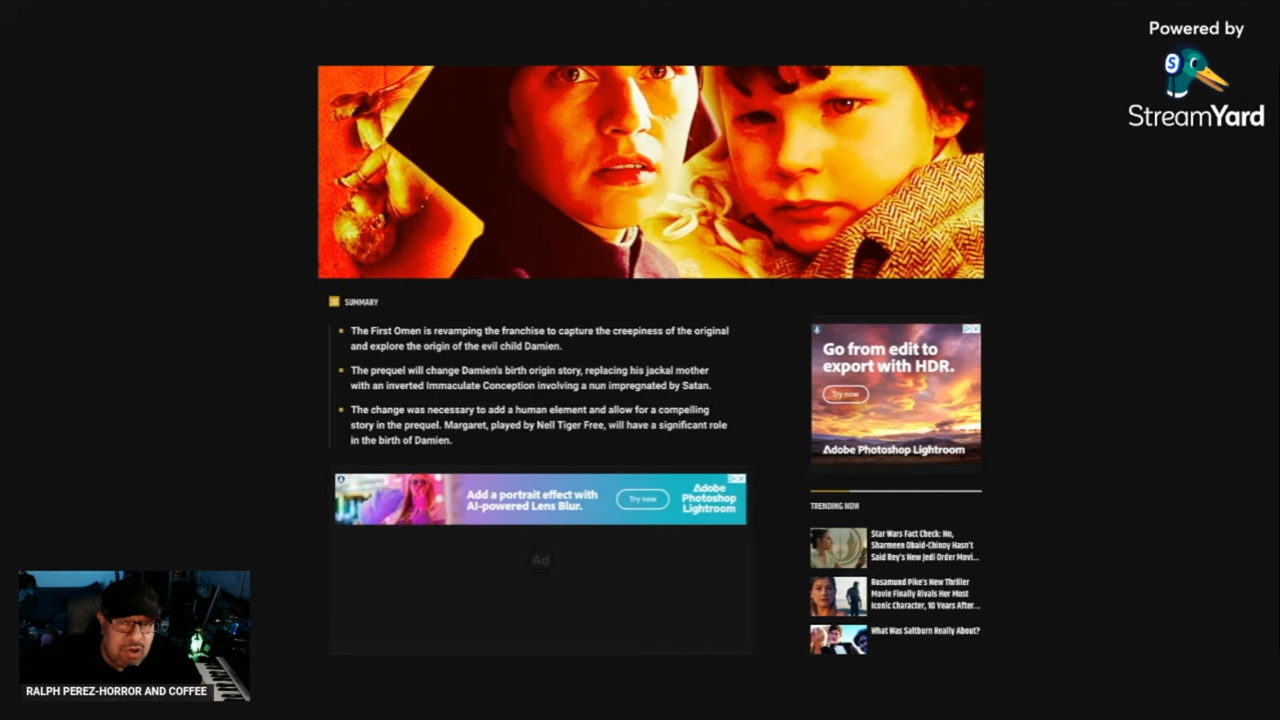 Powered by
S
StreamYard
SUMMARY
The First Omen is revamping the franchise to capture the creepiness of the original
and explore the origin of the evil child Damien.
The prequel will change Damien's birth origin story, replacing his jackal mother
with an inverted Immaculate Conception involving a nun impregnated by Satan.
The change was necessary to add a human element and allow for a compelling
story in the prequel. Margaret, played by Nell Tiger Free, will have a significant role
in the birth of Damien.
Add a portrait effect with
AI-powered Lens Blur.
Try now
Adobe
Photoshop
Lightroom
Ad
Go from edit to
export with HDR.
Try now
Adobe Photoshop Lightroom
TRENDING NOW
Star Wars Fact Check: No,
Sharmeen Obaid-Chinoy Hasn't
Said Rey's New Jedi Order Movi...
Rosamund Pike's New Thriller
Movie Finally Rivals Her Most
Iconic Character, 10 Years After...
What Was Saltburn Really About?
RALPH PEREZ-HORROR AND COFFEE